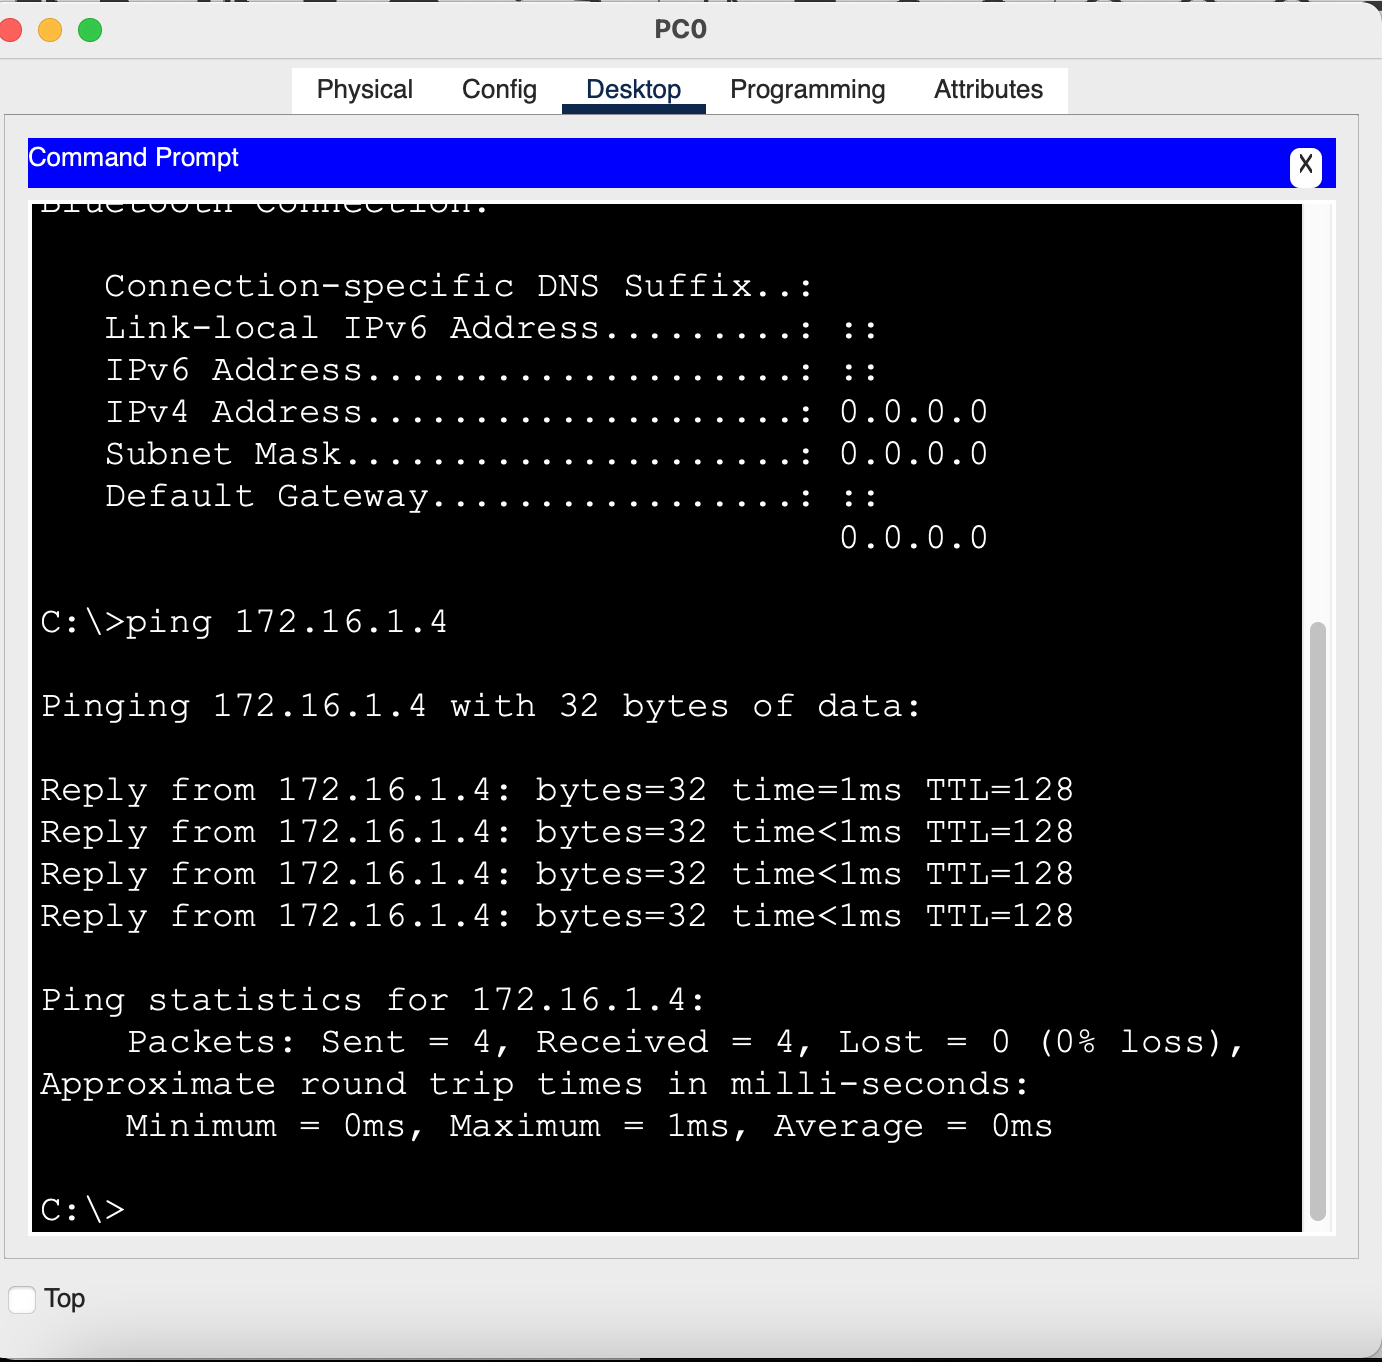 PC0
Physical Config Desktop Programming Attributes
Command Prompt
X
Bluetooth Connection:
Connection-specific DNS Suffix..:
Link-local IPv6 Address.........: ::
IPv6 Address....................: ::
IPv4 Address....................: 0.0.0.0
Subnet Mask.....................: 0.0.0.0
Default Gateway.................: ::
0.0.0.0
C:\>ping 172.16.1.4
Pinging 172.16.1.4 with 32 bytes of data:
Reply from 172.16.1.4: bytes=32 time=1ms TTL=128
Reply from 172.16.1.4: bytes=32 time<1ms TTL=128
Reply from 172.16.1.4: bytes=32 time<1ms TTL=128
Reply from 172.16.1.4: bytes=32 time<1ms TTL=128
Ping statistics for 172.16.1.4:
Packets: Sent = 4, Received = 4, Lost = 0 (0% loss),
Approximate round trip times in milli-seconds:
Minimum = 0ms, Maximum = 1ms, Average = 0ms
C:\>
Top